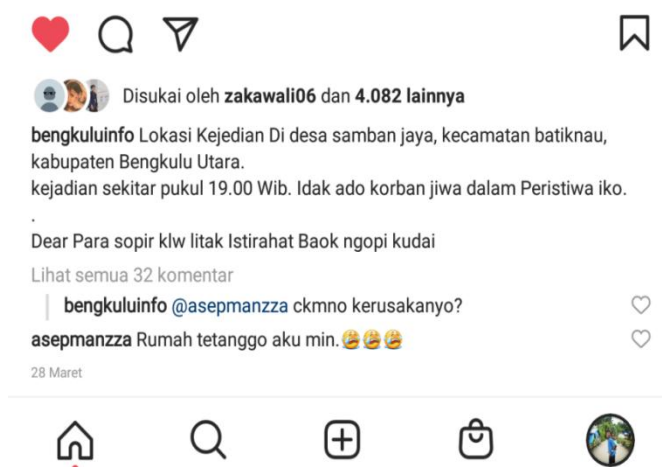 Disukai oleh zakawali06 dan 4.082 lainnya
bengkuluinfo Lokasi Kejedian Di desa samban jaya, kecamatan batiknau,
kabupaten Bengkulu Utara.
kejadian sekitar pukul 19.00 Wib. Idak ado korban jiwa dalam Peristiwa iko.
.
Dear Para sopir klw litak Istirahat Baok ngopi kudai
Lihat semua 32 komentar
bengkuluinfo @asepmanzza ckmno kerusakanyo?
asepmanzza Rumah tetanggo aku min.😭😭😭
28 Maret